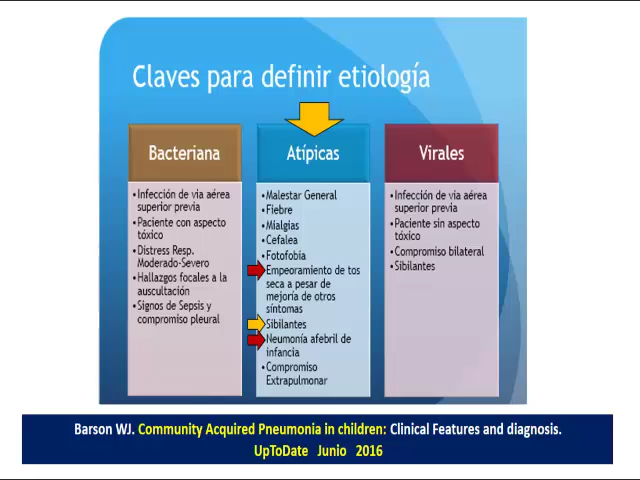 Claves para definir etiología
Bacteriana
•Infección de via aérea
superior previa
•Paciente con aspecto
tóxico
•Distress Resp.
Moderado-Severo
•Hallazgos focales a la
auscultación
•Signos de Sepsis y
compromiso pleural
Atípicas
•Malestar General
•Fiebre
•Mialgias
•Cefalea
•Fotofobía
•Empeoramiento de tos
seca a pesar de
mejoría de otros
síntomas
•Sibilantes
•Neumonía afebril de
infancia
•Compromiso
Extrapulmonar
Virales
•Infección de vía aérea
superior previa
•Paciente sin aspecto
tóxico
•Compromiso bilateral
•Sibilantes
Barson WJ. Community Acquired Pneumonia in children: Clinical Features and diagnosis.
UpToDate Junio 2016